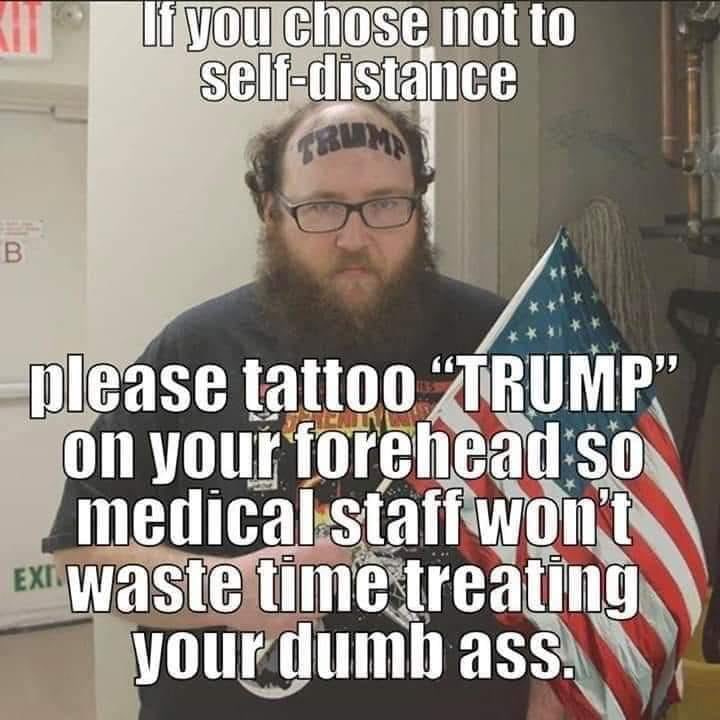 XIT
If you chose not to
self-distance
TRUMP
B
please tattoo “TRUMP”
on your forehead so
medical staff won’t
EXI
waste time treating
your dumb ass.